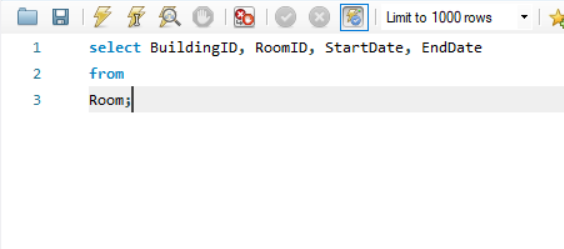 Limit to 1000 rows
1 select BuildingID, RoomID, StartDate, EndDate
2 from
3 Room;